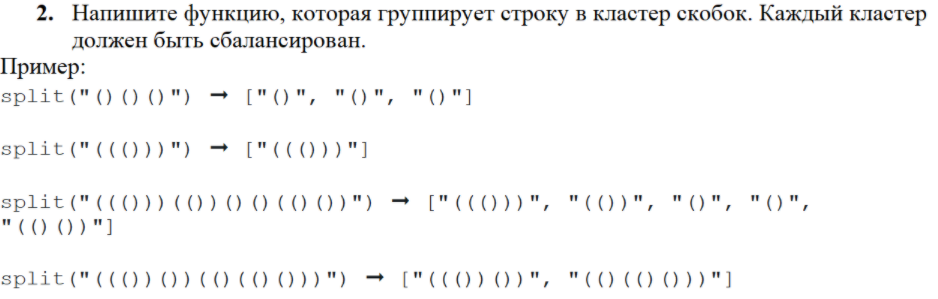 2. Напишите функцию, которая группирует строку в кластер скобок. Каждый кластер
должен быть сбалансирован.
Пример:
split("()()()") ➞ ["()", "()", "()"]
split("((()))") ➞ ["((()))"]
split("((()))(())()()(()())") ➞ ["((()))", "(())", "()", "()",
"(()())"]
split("((())())(()(()()))") ➞ ["((())())", "(()(()()))"]